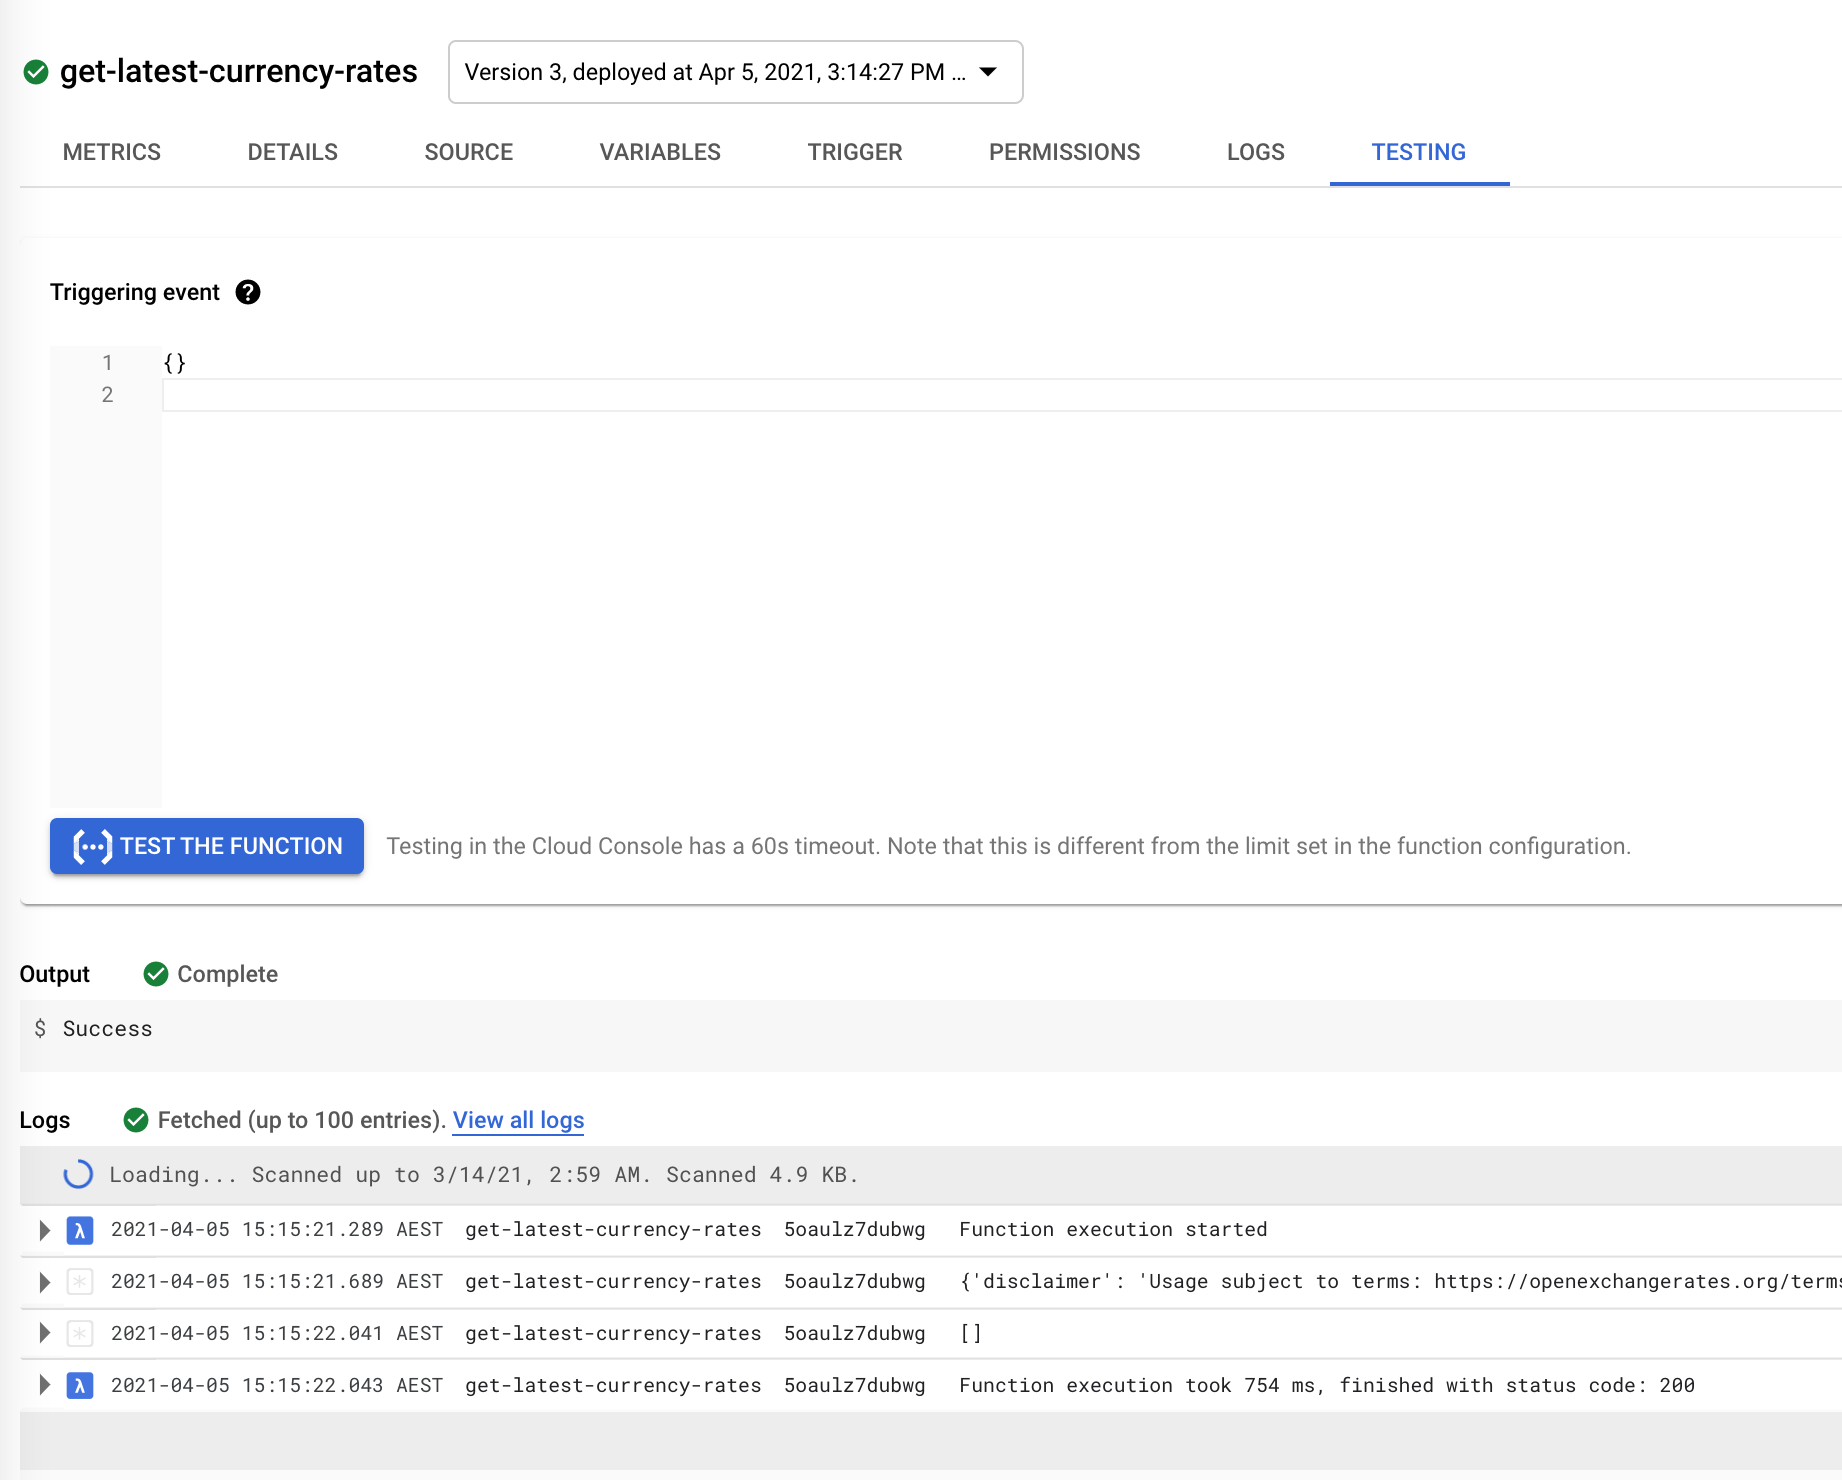 get-latest-currency-rates Version 3, deployed at Apr 5, 2021, 3:14:27 PM ...
METRICS DETAILS SOURCE VARIABLES TRIGGER PERMISSIONS LOGS TESTING
Triggering event ?
1 {}
2
(...) TEST THE FUNCTION Testing in the Cloud Console has a 60s timeout. Note that this is different from the limit set in the function configuration.
Output Complete
$ Success
Logs Fetched (up to 100 entries). View all logs
Loading... Scanned up to 3/14/21, 2:59 AM. Scanned 4.9 KB.
λ 2021-04-05 15:15:21.289 AEST get-latest-currency-rates 5oaulz7dubwg Function execution started
* 2021-04-05 15:15:21.689 AEST get-latest-currency-rates 5oaulz7dubwg {'disclaimer': 'Usage subject to terms: https://openexchangerates.org/terms
* 2021-04-05 15:15:22.041 AEST get-latest-currency-rates 5oaulz7dubwg []
λ 2021-04-05 15:15:22.043 AEST get-latest-currency-rates 5oaulz7dubwg Function execution took 754 ms, finished with status code: 200